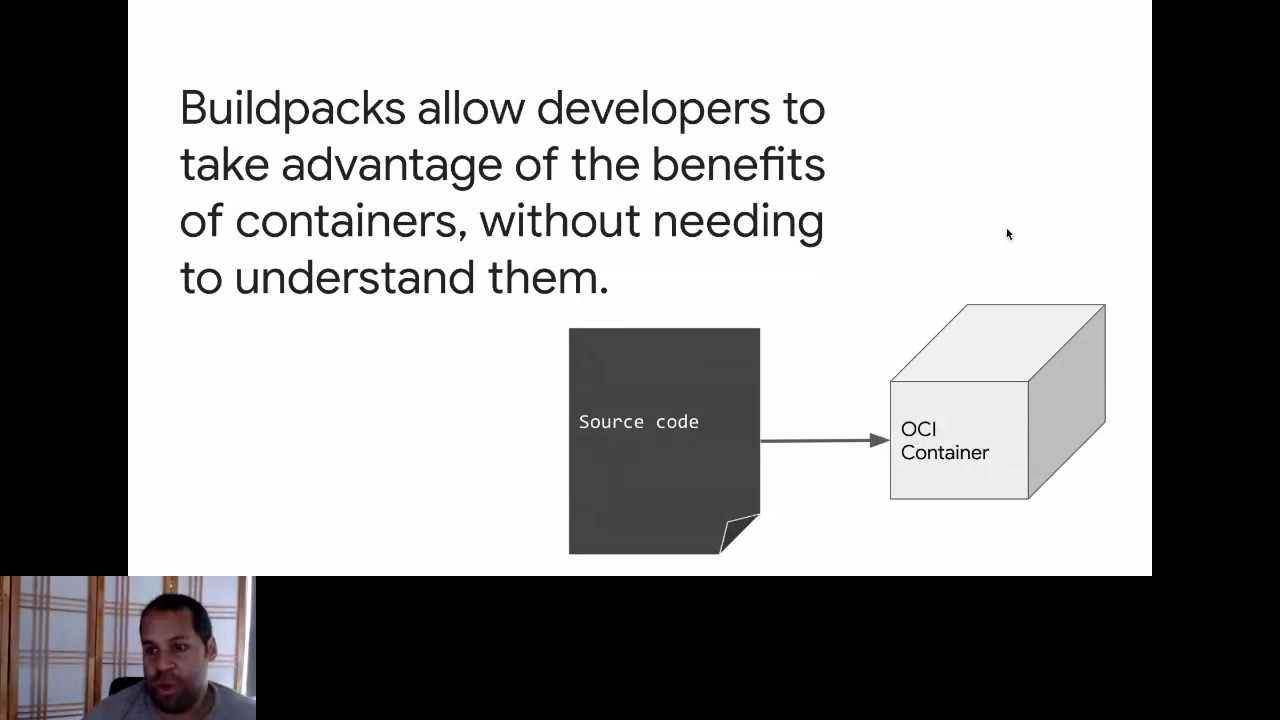 Buildpacks allow developers to
take advantage of the benefits
of containers, without needing
to understand them.
Source code
OCI
Container